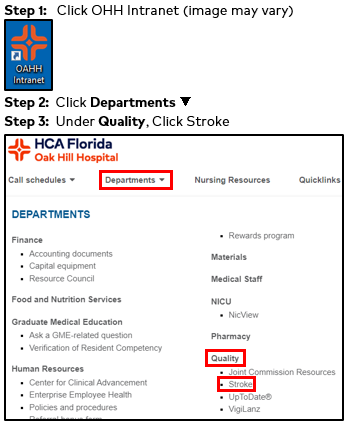 Step 1: Click OHH Intranet (image may vary)
OAHH
Intranet
Step 2: Click Departments ▼
Step 3: Under Quality, Click Stroke
HCA Florida
Oak Hill Hospital
Call schedules ▼ Departments ▼ Nursing Resources Quicklinks
DEPARTMENTS
Finance
• Accounting documents
• Capital equipment
• Resource Council
Food and Nutrition Services
Graduate Medical Education
• Ask a GME-related question
• Verification of Resident Competency
Human Resources
• Center for Clinical Advancement
• Enterprise Employee Health
• Policies and procedures
• Referral bonus form
• Rewards program
Materials
Medical Staff
NICU
• NicView
Pharmacy
Quality
• Joint Commission Resources
• Stroke
• UpToDate®
• VigiLanz